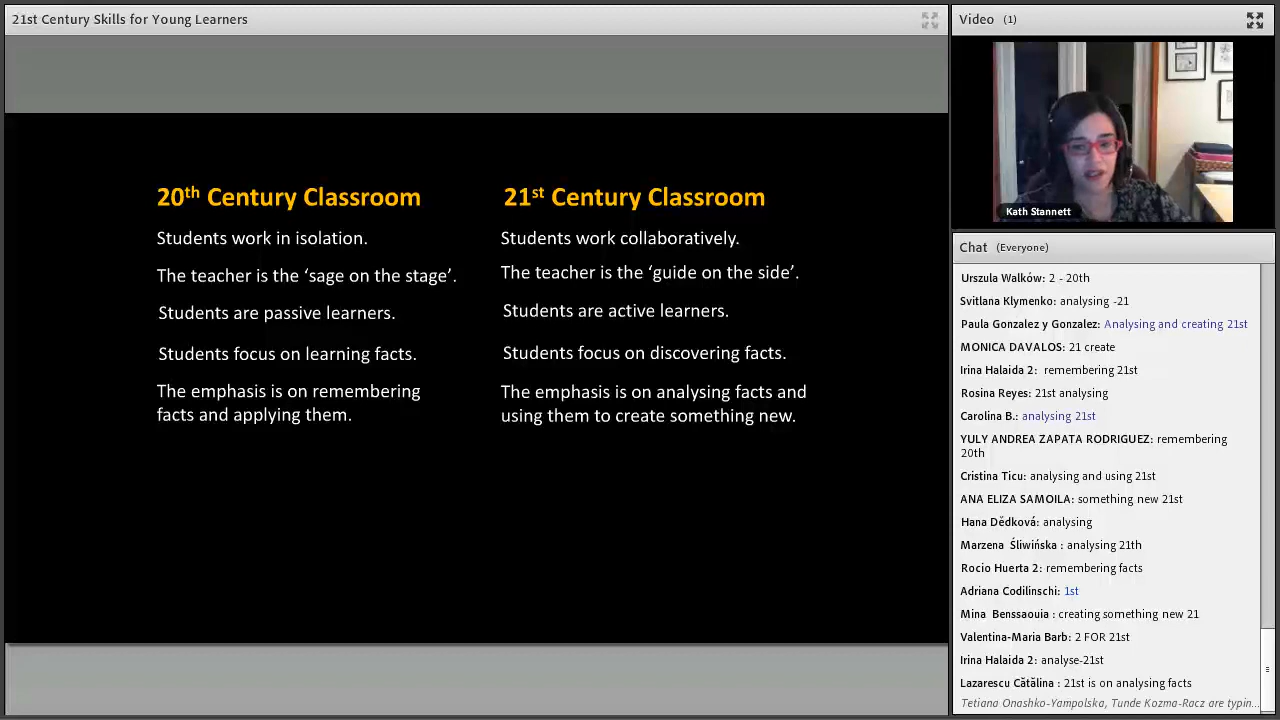 21st Century Skills for Young Learners
20th Century Classroom
Students work in isolation.
The teacher is the ‘sage on the stage’.
Students are passive learners.
Students focus on learning facts.
The emphasis is on remembering
facts and applying them.
21st Century Classroom
Students work collaboratively.
The teacher is the ‘guide on the side’.
Students are active learners.
Students focus on discovering facts.
The emphasis is on analysing facts and
using them to create something new.
Video (1)
Kath Stannett
Chat (Everyone)
Urszula Walków: 2 - 20th
Svitlana Klymenko: analysing -21
Paula Gonzalez y Gonzalez: Analysing and creating 21st
MONICA DAVALOS: 21 create
Irina Halaida 2: remembering 21st
Rosina Reyes: 21st analysing
Carolina B.: analysing 21st
YULY ANDREA ZAPATA RODRIGUEZ: remembering
20th
Cristina Ticu: analysing and using 21st
ANA ELIZA SAMOILA: something new 21st
Hana Dĕdková: analysing
Marzena Śliwińska : analysing 21th
Rocio Huerta 2: remembering facts
Adriana Codilinschi: 1st
Mina Benssaouia : creating something new 21
Valentina-Maria Barb: 2 FOR 21st
Irina Halaida 2: analyse-21st
Lazarescu Cătălina : 21st is on analysing facts
Tetiana Onashko-Yampolska, Tunde Kozma-Racz are typin...